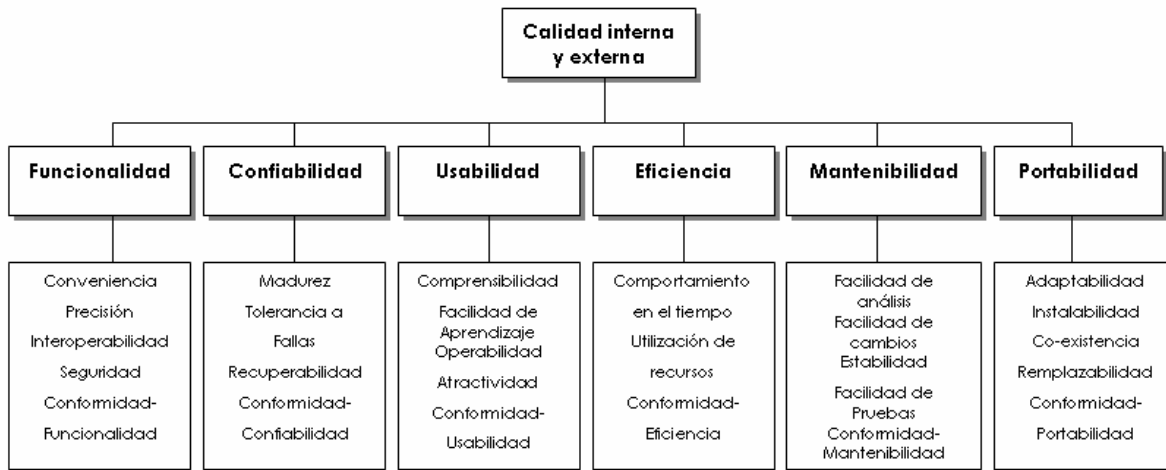 Calidad interna
y externa
Funcionalidad
Confiabilidad
Usabilidad
Eficiencia
Mantenibilidad
Portabilidad
Conveniencia
Precisión
Interoperabilidad
Seguridad
Conformidad-
Funcionalidad
Madurez
Tolerancia a
Fallas
Recuperabilidad
Conformidad-
Confiabilidad
Comprensibilidad
Facilidad de
Aprendizaje
Operabilidad
Atractividad
Conformidad-
Usabilidad
Comportamiento
en el tiempo
Utilización de
recursos
Conformidad-
Eficiencia
Facilidad de
análisis
Facilidad de
cambios
Estabilidad
Facilidad de
Pruebas
Conformidad-
Mantenibilidad
Adaptabilidad
Instalabilidad
Co-existencia
Remplazabilidad
Conformidad-
Portabilidad